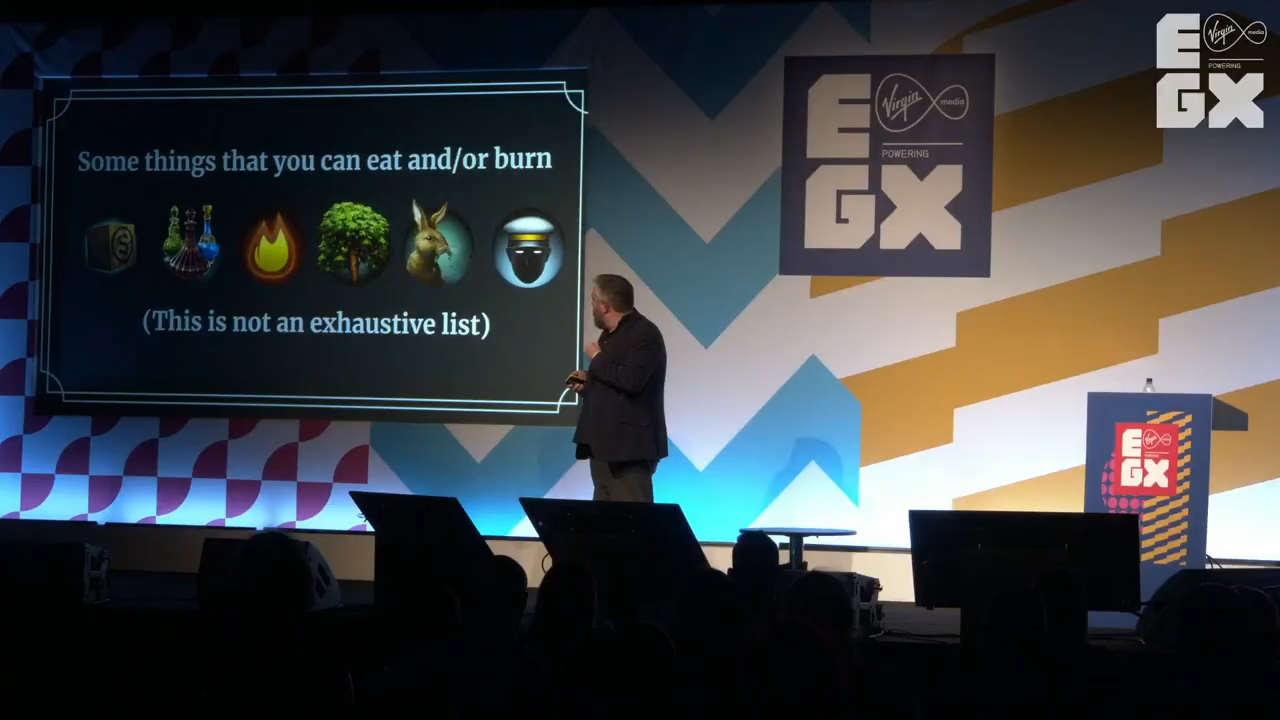 Some things that you can eat and/or burn
(This is not an exhaustive list)
E Virgin media
POWERING
GX
E Virgin media
POWERING
GX
E
GX